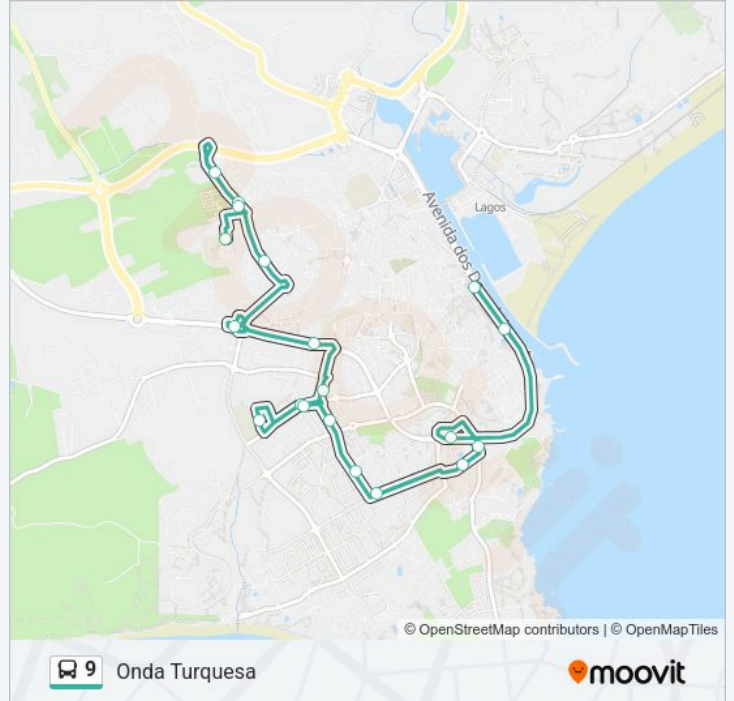 Avenida dos D
Lagos
© OpenStreetMap contributors | © OpenMapTiles
9 Onda Turquesa
moovit